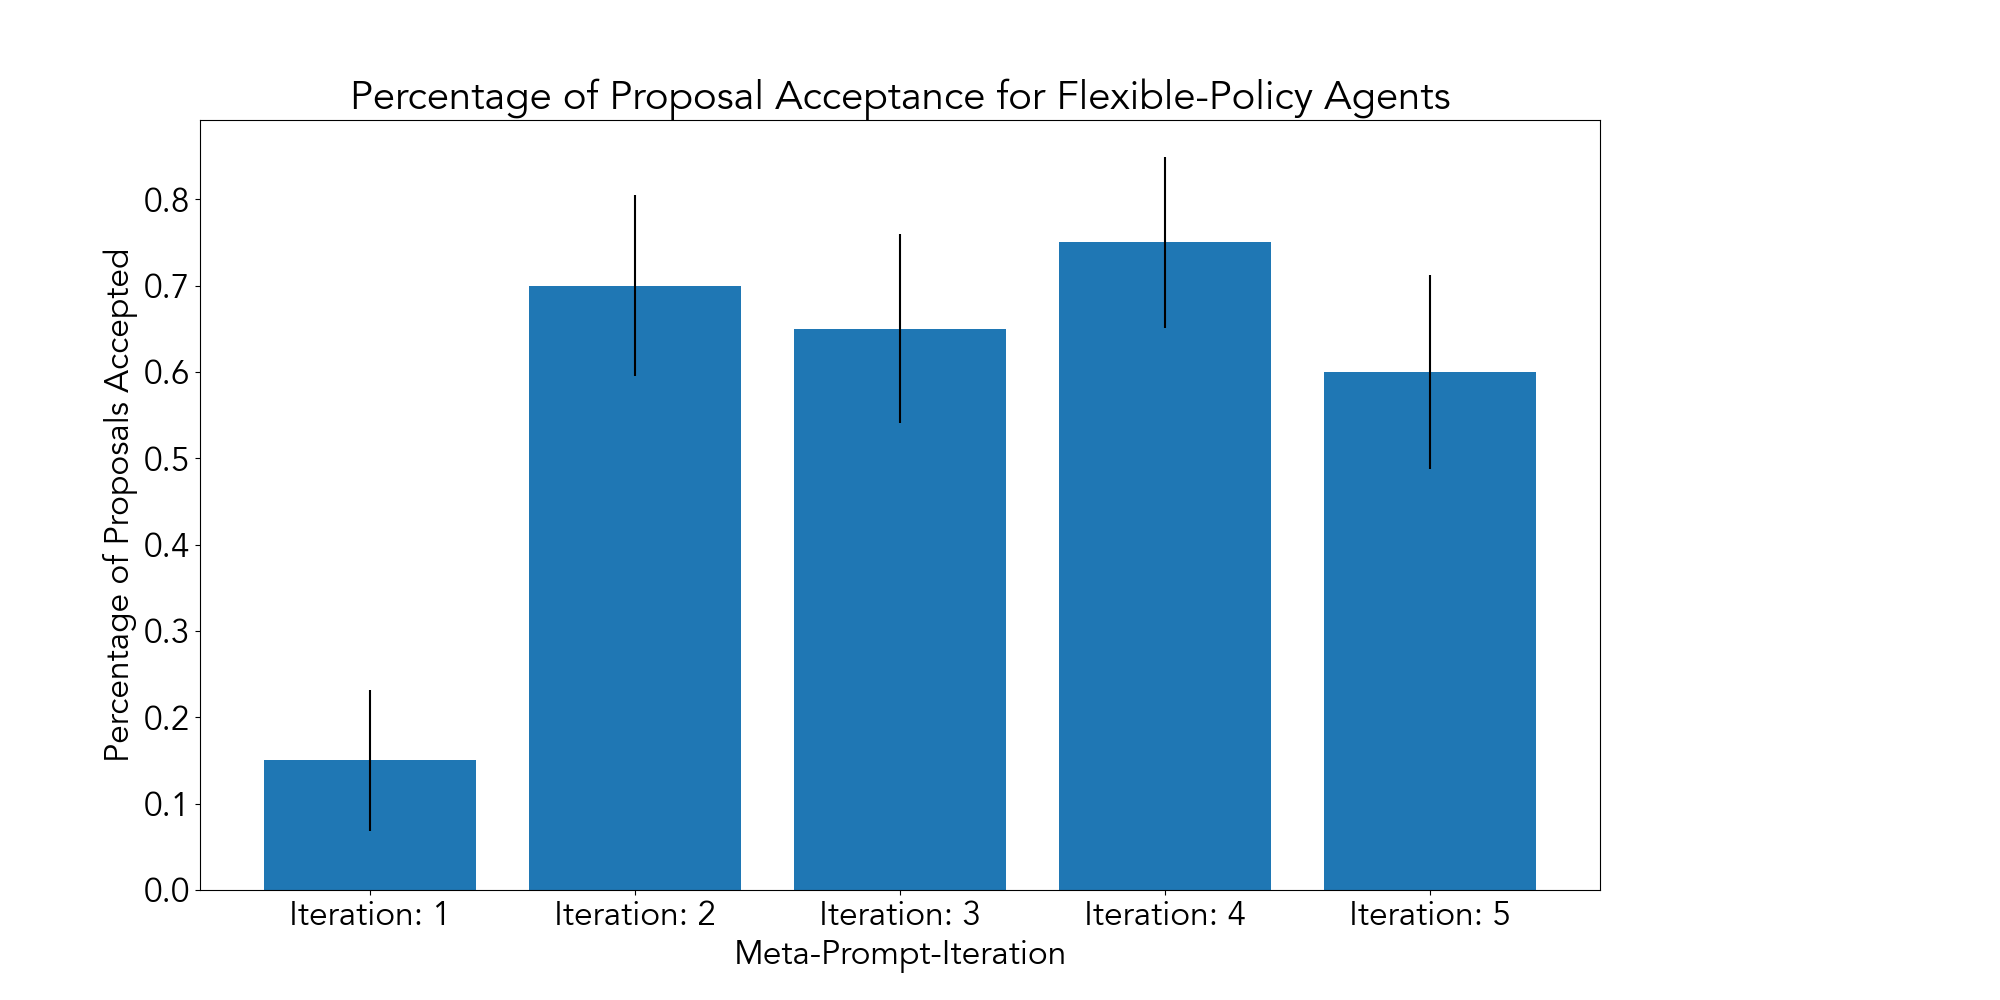 Percentage of Proposal Acceptance for Flexible-Policy Agents
Percentage of Proposals Accepted
0.8
0.7
0.6
0.5
0.4
0.3
0.2
0.1
0.0
Iteration: 1 Iteration: 2 Iteration: 3 Iteration: 4 Iteration: 5
Meta-Prompt-Iteration